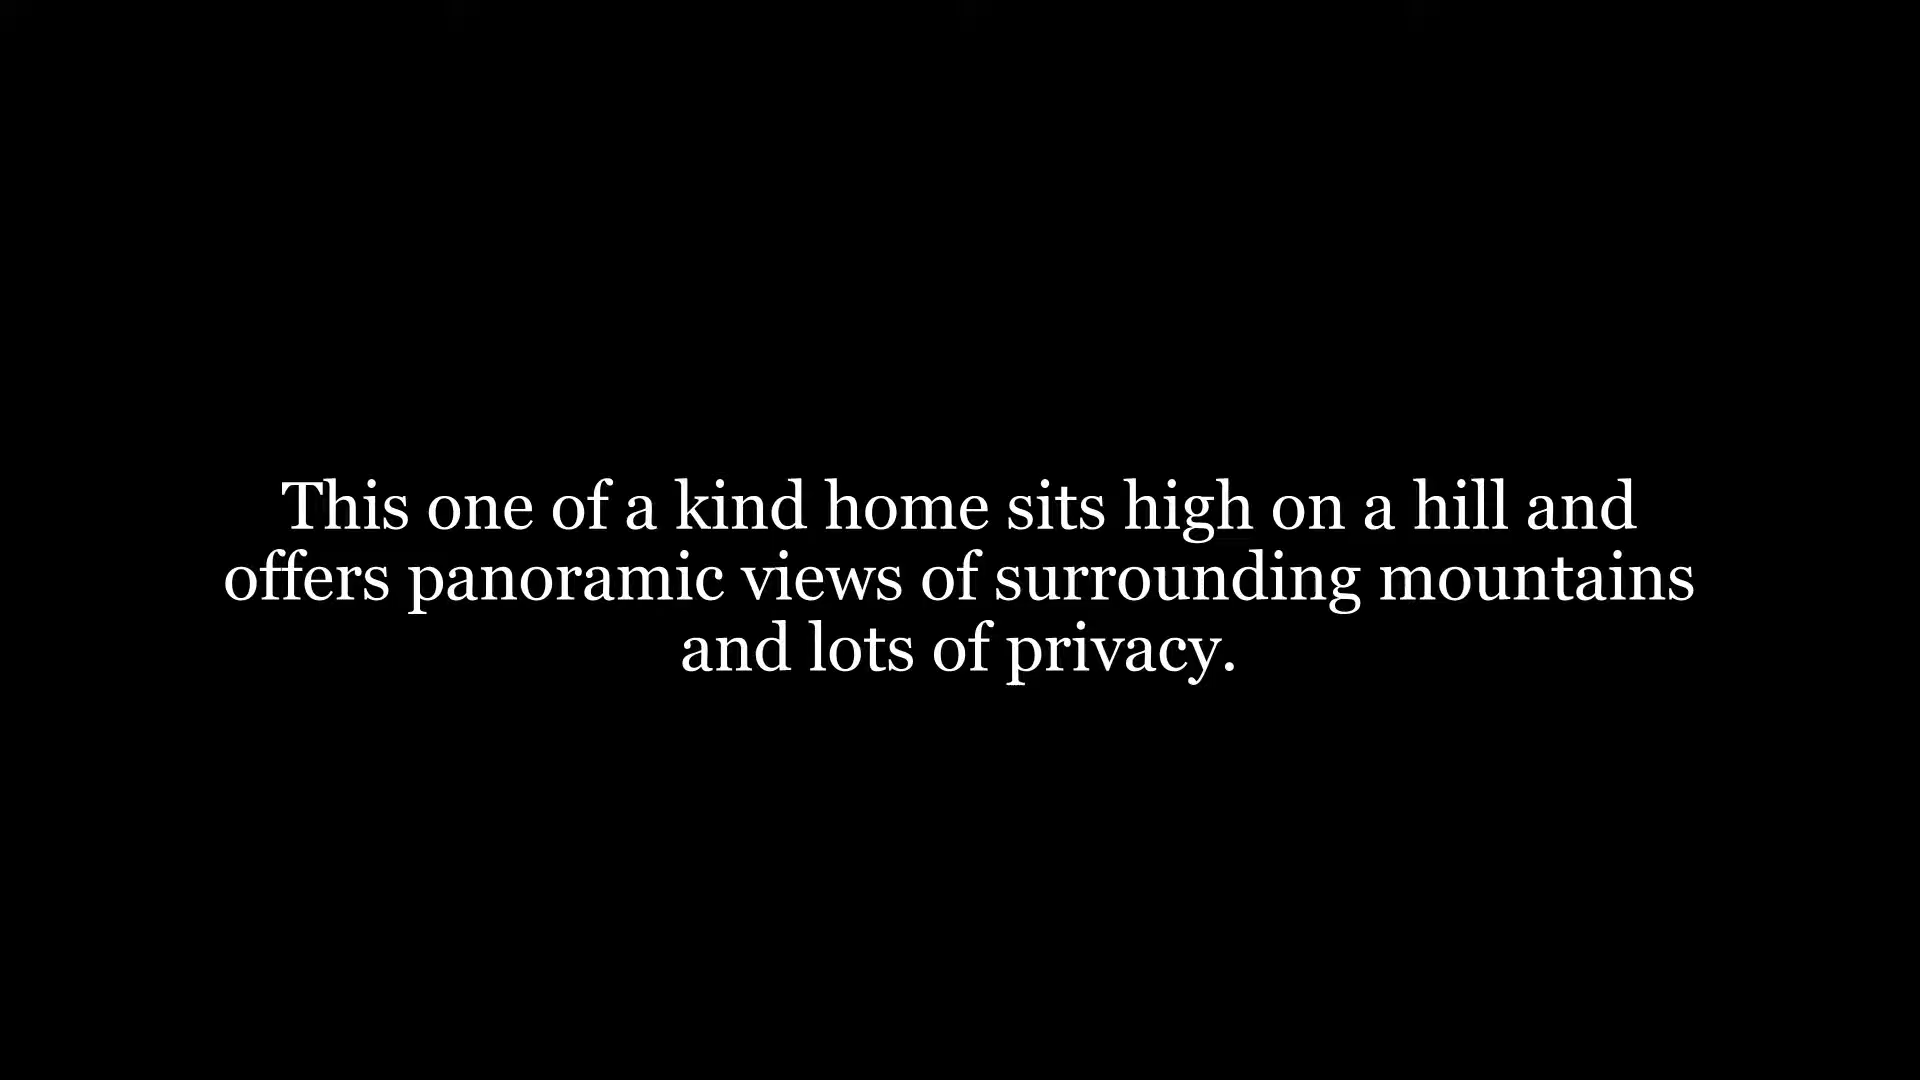 This one of a kind home sits high on a hill and
offers panoramic views of surrounding mountains
and lots of privacy.